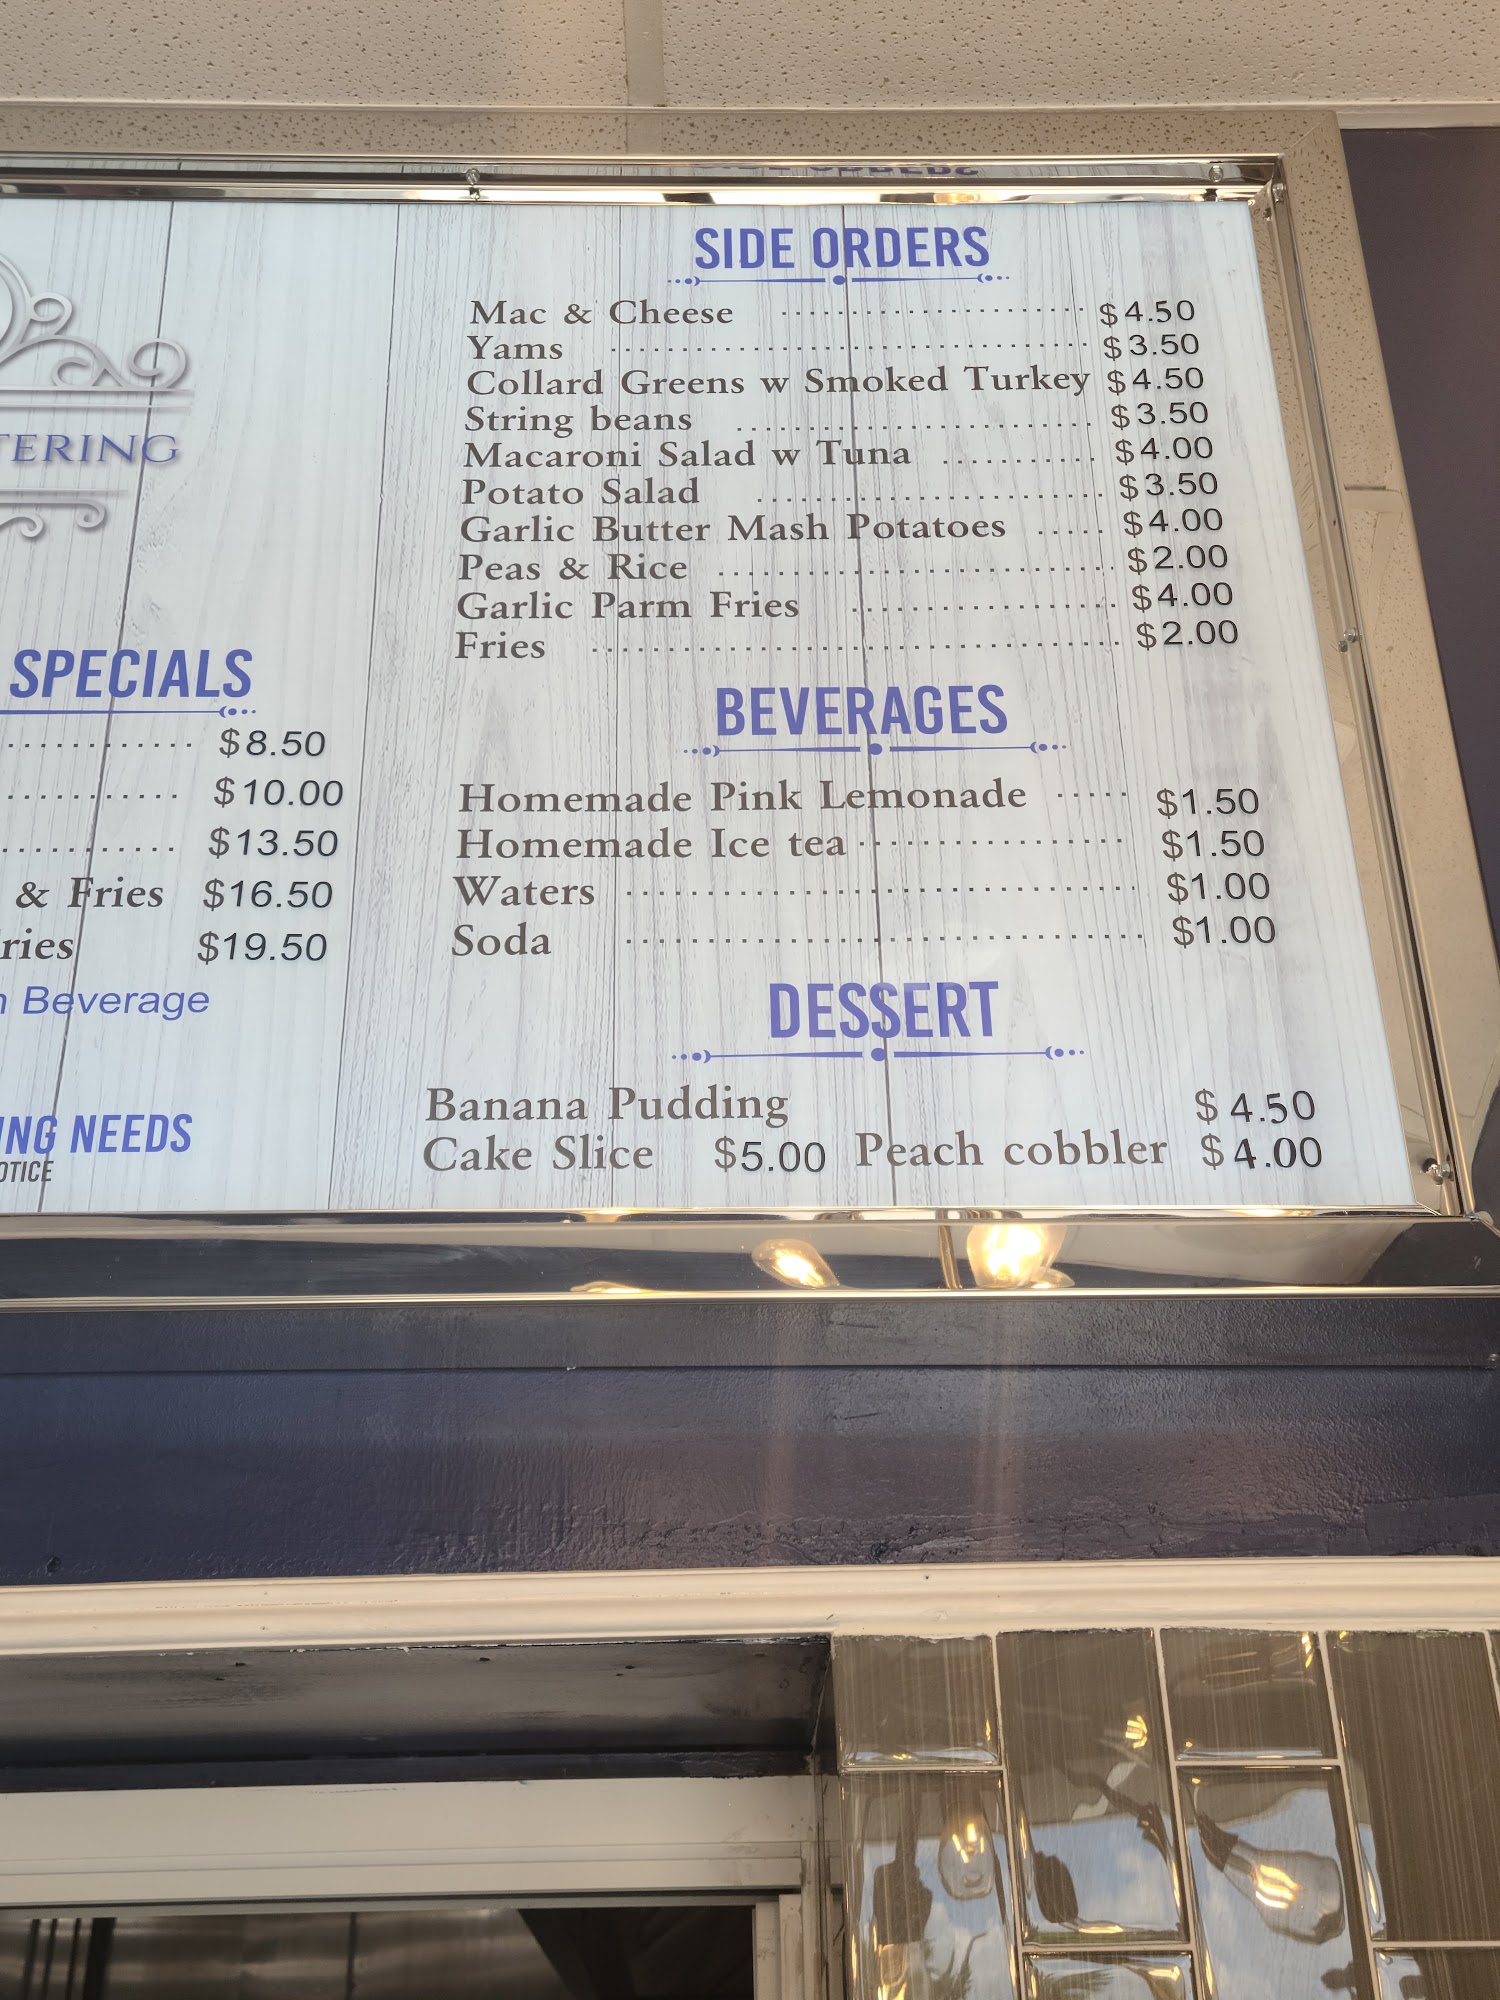 TERING
SPECIALS
............ $8.50
........... $10.00
........... $13.50
& Fries $16.50
ries $19.50
Beverage
NG NEEDS
OTICE
SIDE ORDERS
Mac & Cheese $4.50
Yams $3.50
Collard Greens w Smoked Turkey $4.50
String beans $3.50
Macaroni Salad w Tuna $4.00
Potato Salad $3.50
Garlic Butter Mash Potatoes $4.00
Peas & Rice $2.00
Garlic Parm Fries $4.00
Fries $2.00
BEVERAGES
Homemade Pink Lemonade $1.50
Homemade Ice tea $1.50
Waters $1.00
Soda $1.00
DESSERT
Banana Pudding $4.50
Cake Slice $5.00 Peach cobbler $4.00